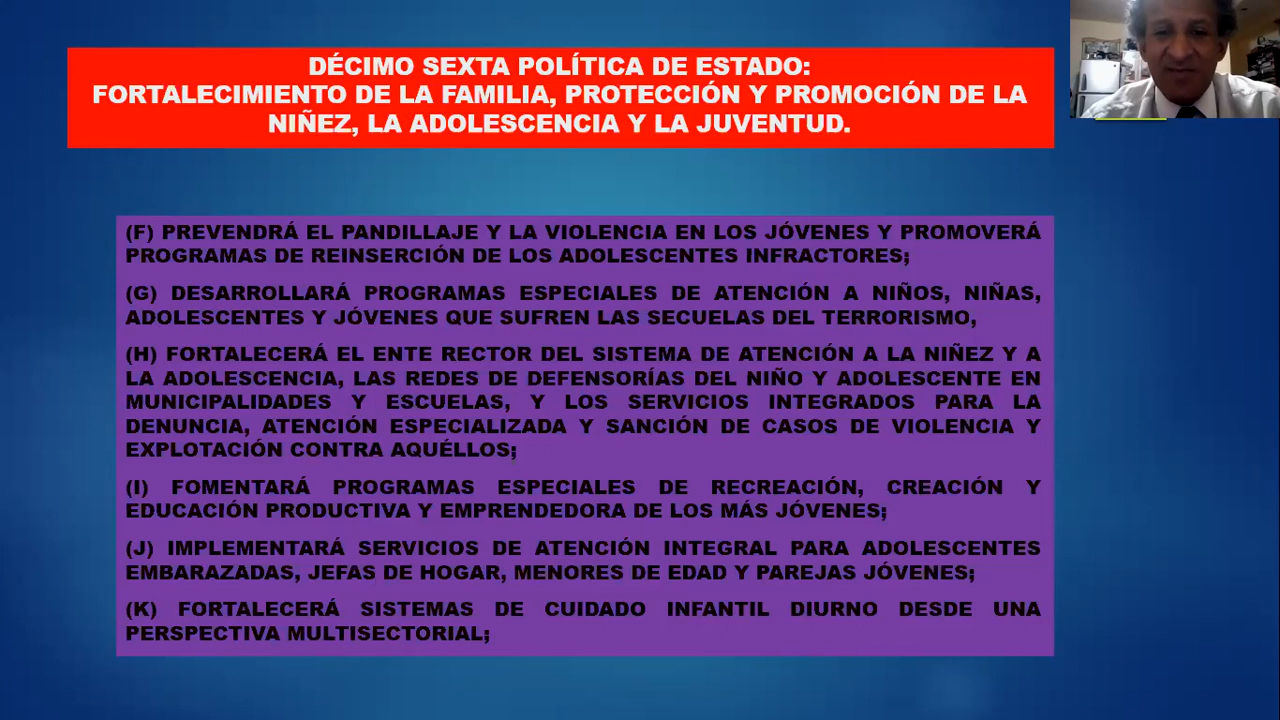 DÉCIMO SEXTA POLÍTICA DE ESTADO:
FORTALECIMIENTO DE LA FAMILIA, PROTECCIÓN Y PROMOCIÓN DE LA
NIÑEZ, LA ADOLESCENCIA Y LA JUVENTUD.
(F) PREVENDRÁ EL PANDILLAJE Y LA VIOLENCIA EN LOS JÓVENES Y PROMOVERÁ
PROGRAMAS DE REINSERCIÓN DE LOS ADOLESCENTES INFRACTORES;
(G) DESARROLLARÁ PROGRAMAS ESPECIALES DE ATENCIÓN A NIÑOS, NIÑAS,
ADOLESCENTES Y JÓVENES QUE SUFREN LAS SECUELAS DEL TERRORISMO,
(H) FORTALECERÁ EL ENTE RECTOR DEL SISTEMA DE ATENCIÓN A LA NIÑEZ Y A
LA ADOLESCENCIA, LAS REDES DE DEFENSORÍAS DEL NIÑO Y ADOLESCENTE EN
MUNICIPALIDADES Y ESCUELAS, Y LOS SERVICIOS INTEGRADOS PARA LA
DENUNCIA, ATENCIÓN ESPECIALIZADA Y SANCIÓN DE CASOS DE VIOLENCIA Y
EXPLOTACIÓN CONTRA AQUÉLLOS;
(I) FOMENTARÁ PROGRAMAS ESPECIALES DE RECREACIÓN, CREACIÓN Y
EDUCACIÓN PRODUCTIVA Y EMPRENDEDORA DE LOS MÁS JÓVENES;
(J) IMPLEMENTARÁ SERVICIOS DE ATENCIÓN INTEGRAL PARA ADOLESCENTES
EMBARAZADAS, JEFAS DE HOGAR, MENORES DE EDAD Y PAREJAS JÓVENES;
(K) FORTALECERÁ SISTEMAS DE CUIDADO INFANTIL DIURNO DESDE UNA
PERSPECTIVA MULTISECTORIAL;